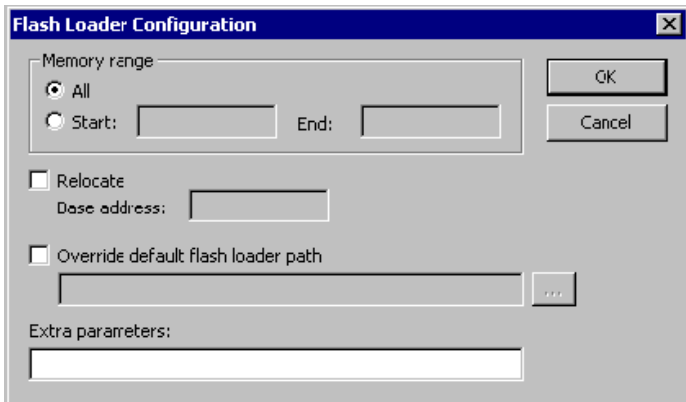 Flash Loader Configuration
Memory range
All
OK
Start:
End:
Cancel
Relocate
Base address:
Override default flash loader path
...
Extra parameters: